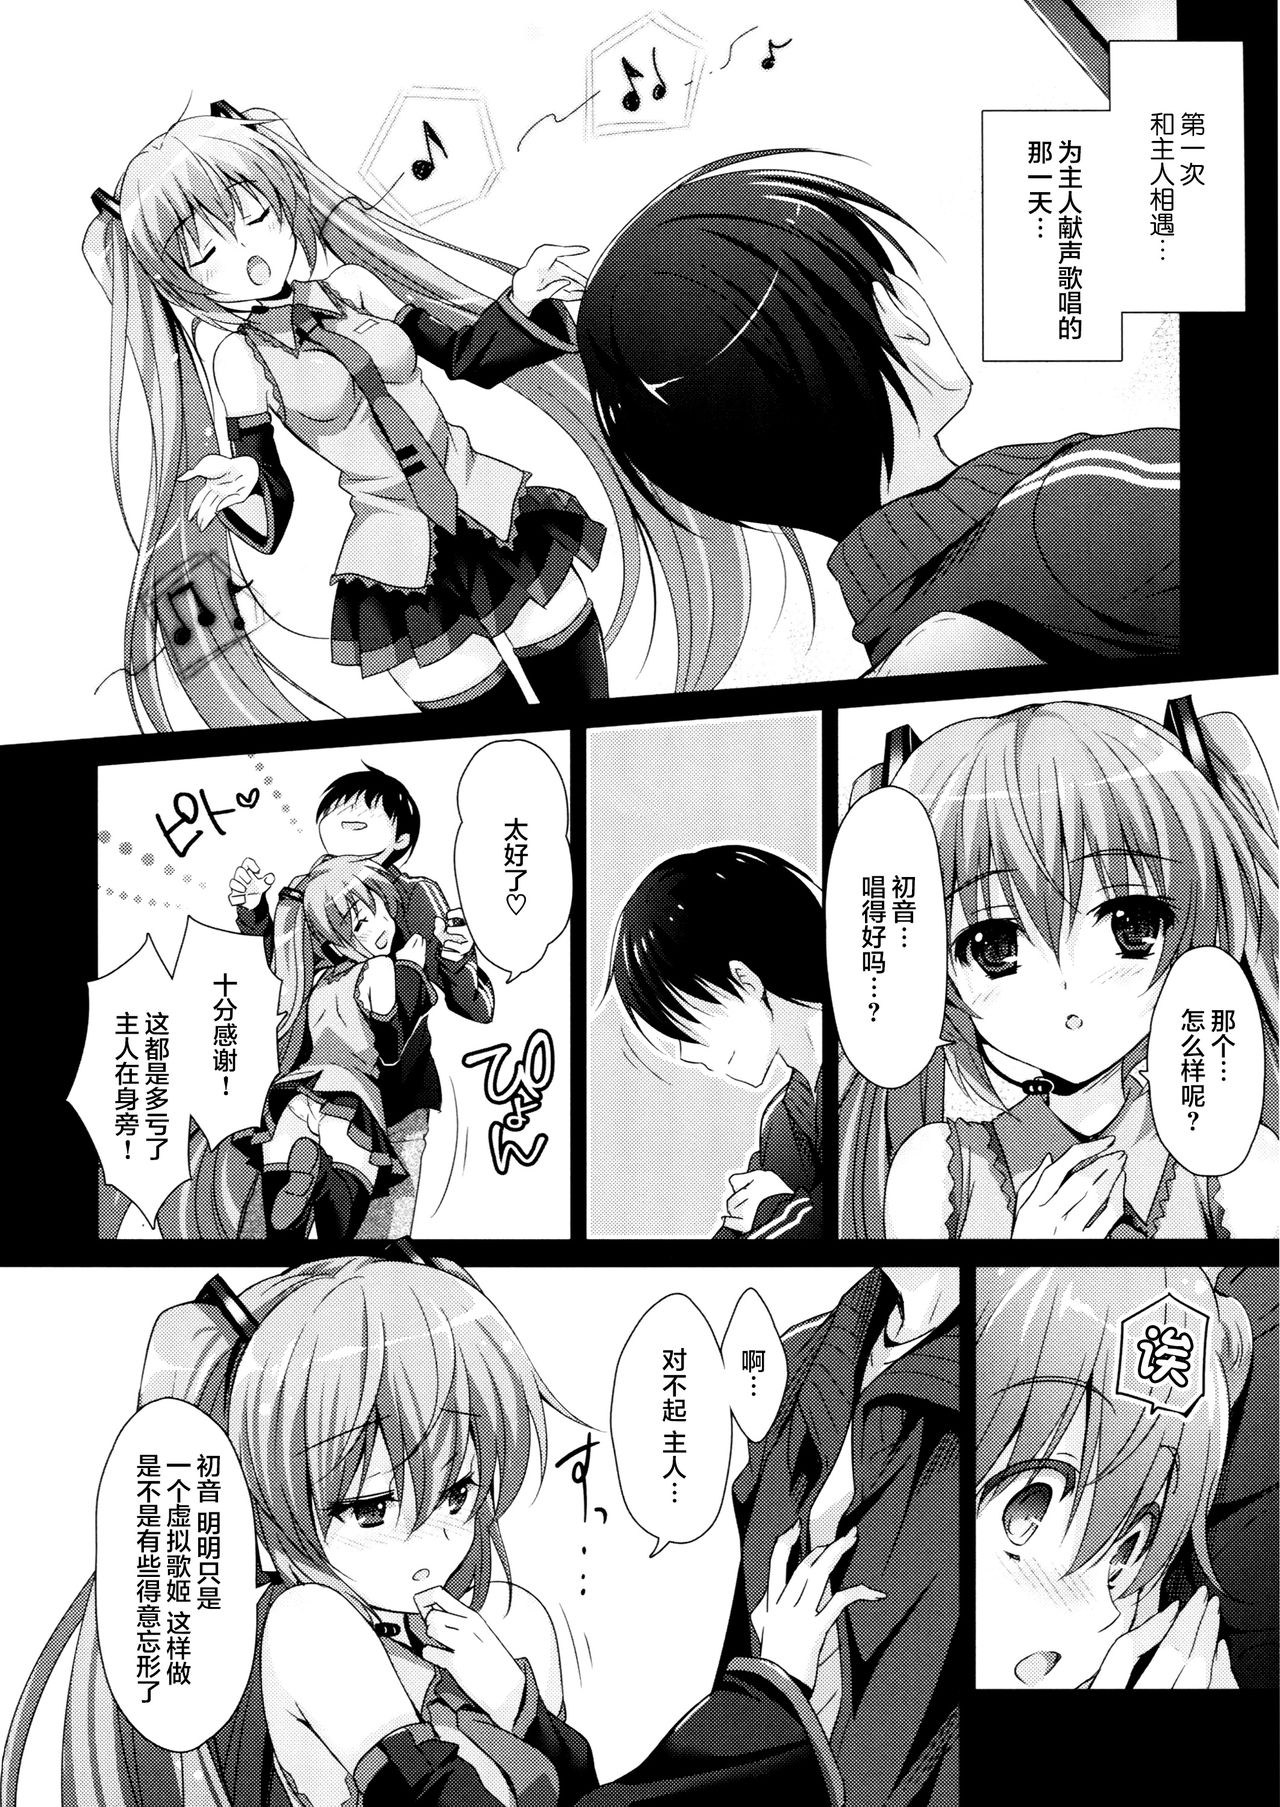 第一次
和主人相遇…
为主人献声歌唱的
那一天…
那个…
怎么样呢?
初音…
唱得好吗…?
太好了♡
ピト♡
十分感谢!
这都是多亏了
主人在身旁!
ぴょん
诶
啊…
对不起 主人…
すっ
初音 明明只是
一个虚拟歌姬 这样做
是不是有些得意忘形了